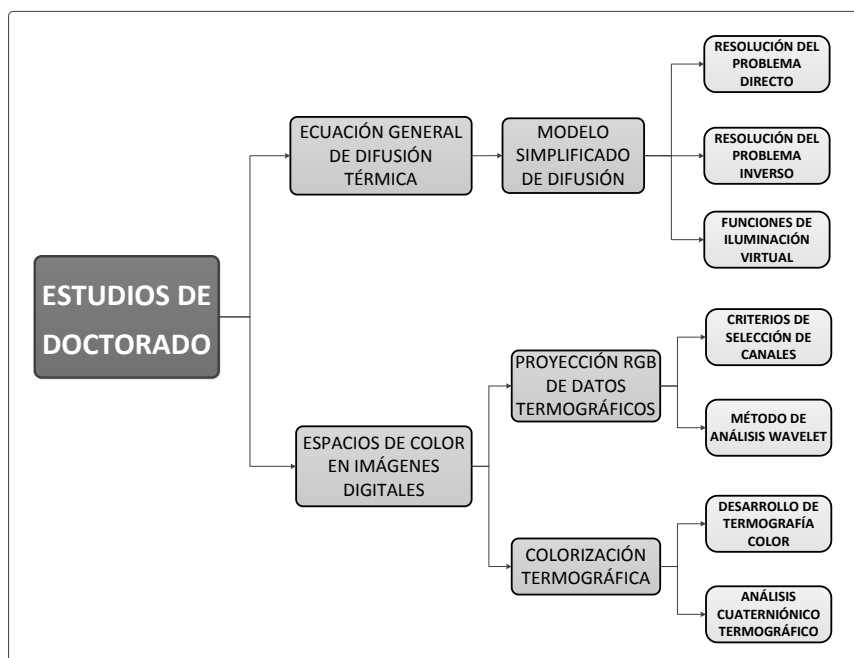 ESTUDIOS DE
DOCTORADO
ECUACIÓN GENERAL
DE DIFUSIÓN
TÉRMICA
MODELO
SIMPLIFICADO
DE DIFUSIÓN
RESOLUCIÓN DEL
PROBLEMA
DIRECTO
RESOLUCIÓN DEL
PROBLEMA
INVERSO
FUNCIONES DE
ILUMINACIÓN
VIRTUAL
ESPACIOS DE COLOR
EN IMÁGENES
DIGITALES
PROYECCIÓN RGB
DE DATOS
TERMOGRÁFICOS
CRITERIOS DE
SELECCIÓN DE
CANALES
MÉTODO DE
ANÁLISIS WAVELET
COLORIZACIÓN
TERMOGRÁFICA
DESARROLLO DE
TERMOGRAFÍA
COLOR
ANÁLISIS
CUATERNIÓNICO
TERMOGRÁFICO